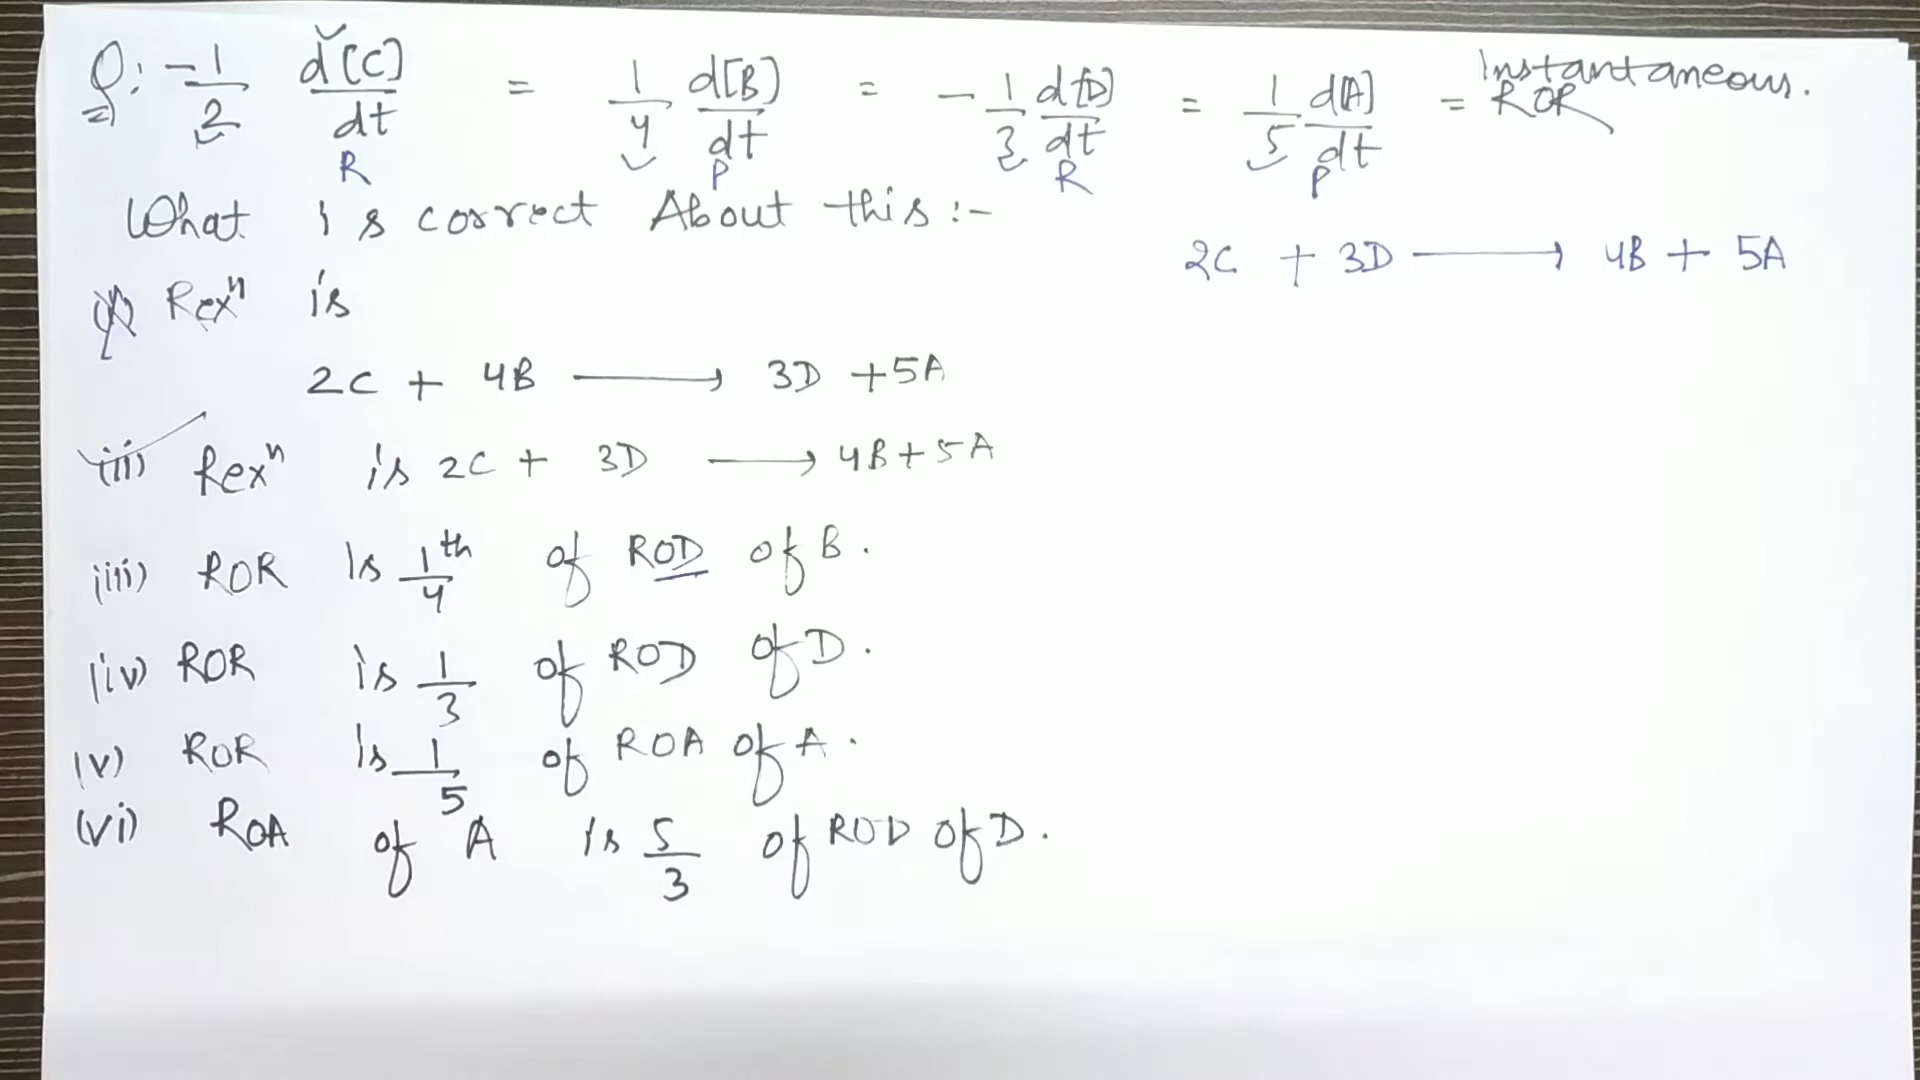 Q: -1/2 d[C]/dt = 1/4 d[B]/dt = -1/3 d[D]/dt = 1/5 d[A]/dt = Instantaneous. ROR
R P R P
What is correct About this :-
2C + 3D ⟶ 4B + 5A
(i) Rexⁿ is
2C + 4B ⟶ 3D + 5A
(ii) Rexⁿ is 2C + 3D ⟶ 4B + 5A
(iii) ROR Is 1/4 th of ROD of B.
(iv) ROR is 1/3 of ROD of D.
(v) ROR is 1/5 of ROA of A.
(vi) ROA of A is 5/3 of ROD of D.